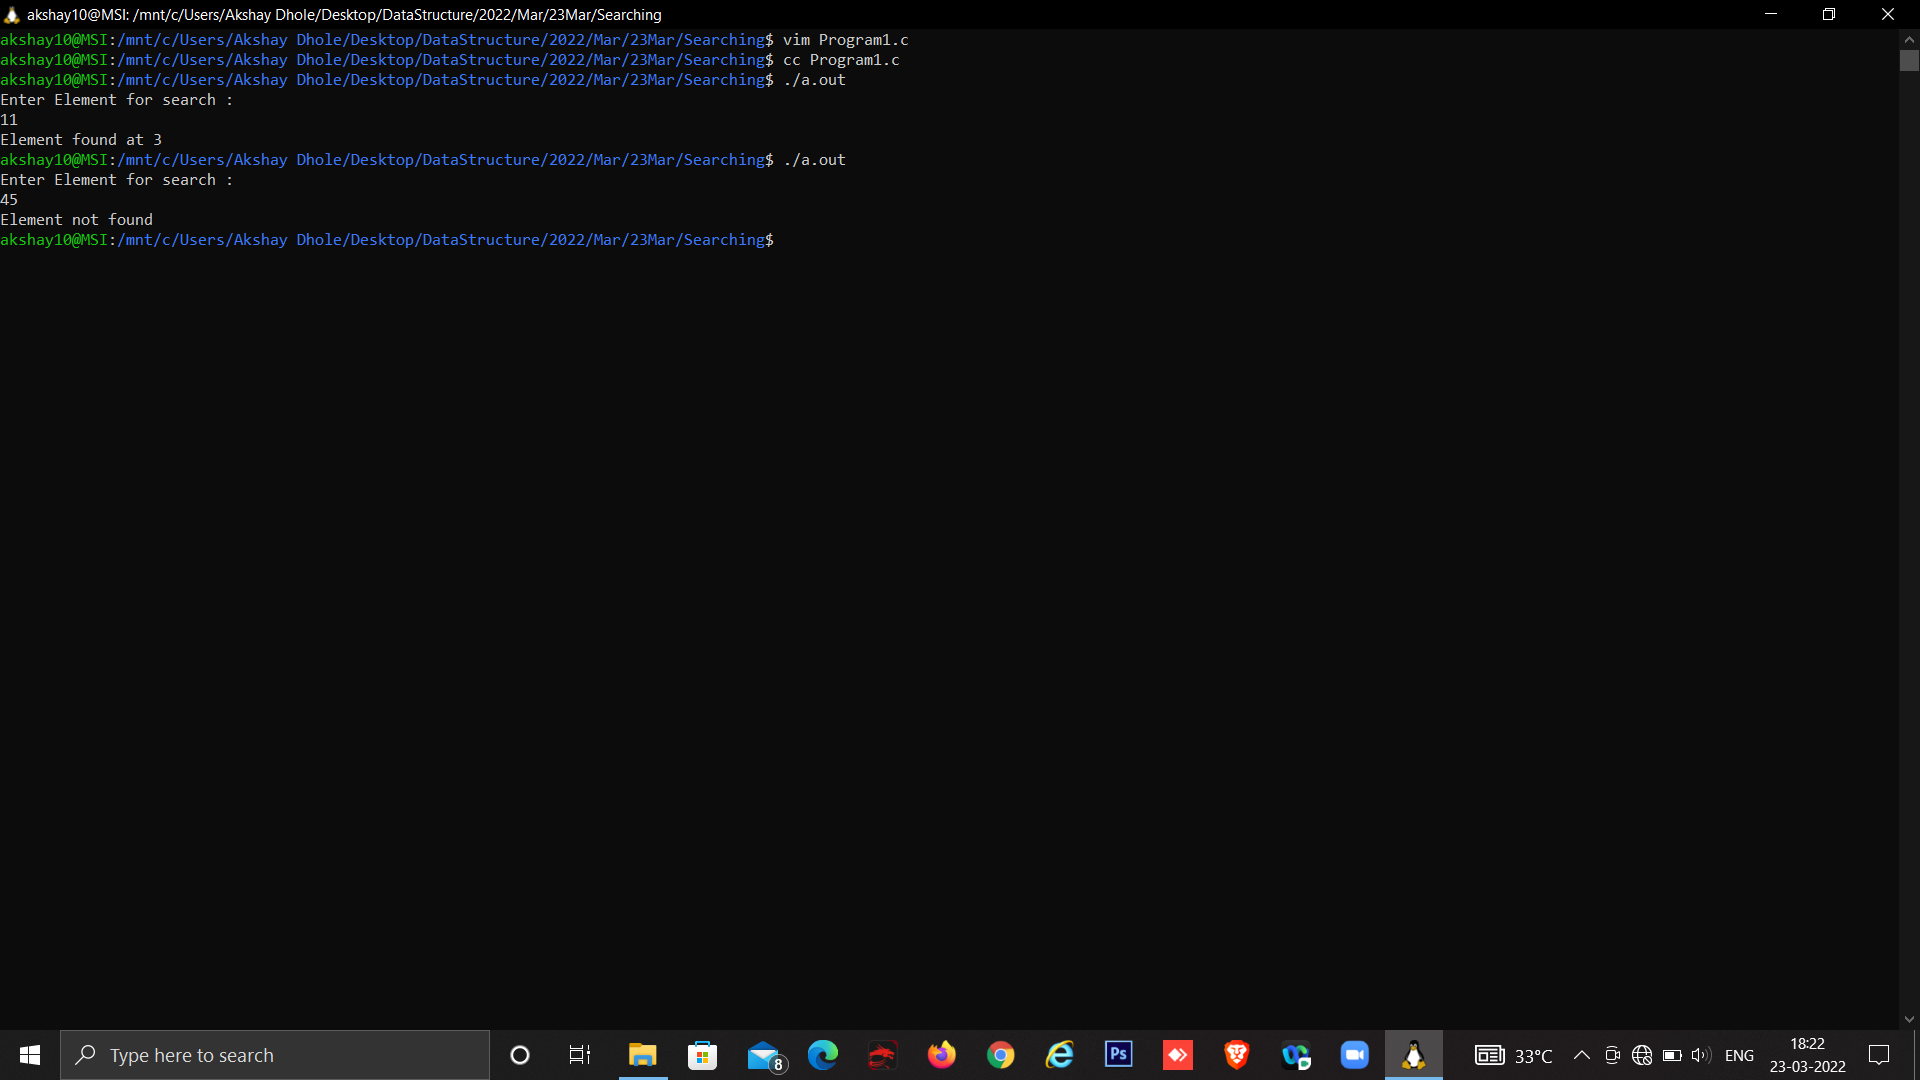 akshay10@MSI: /mnt/c/Users/Akshay Dhole/Desktop/DataStructure/2022/Mar/23Mar/Searching
akshay10@MSI:/mnt/c/Users/Akshay Dhole/Desktop/DataStructure/2022/Mar/23Mar/Searching$ vim Program1.c
akshay10@MSI:/mnt/c/Users/Akshay Dhole/Desktop/DataStructure/2022/Mar/23Mar/Searching$ cc Program1.c
akshay10@MSI:/mnt/c/Users/Akshay Dhole/Desktop/DataStructure/2022/Mar/23Mar/Searching$ ./a.out
Enter Element for search :
11
Element found at 3
akshay10@MSI:/mnt/c/Users/Akshay Dhole/Desktop/DataStructure/2022/Mar/23Mar/Searching$ ./a.out
Enter Element for search :
45
Element not found
akshay10@MSI:/mnt/c/Users/Akshay Dhole/Desktop/DataStructure/2022/Mar/23Mar/Searching$
Type here to search
8
Ps
33°C
ENG
18:22
23-03-2022